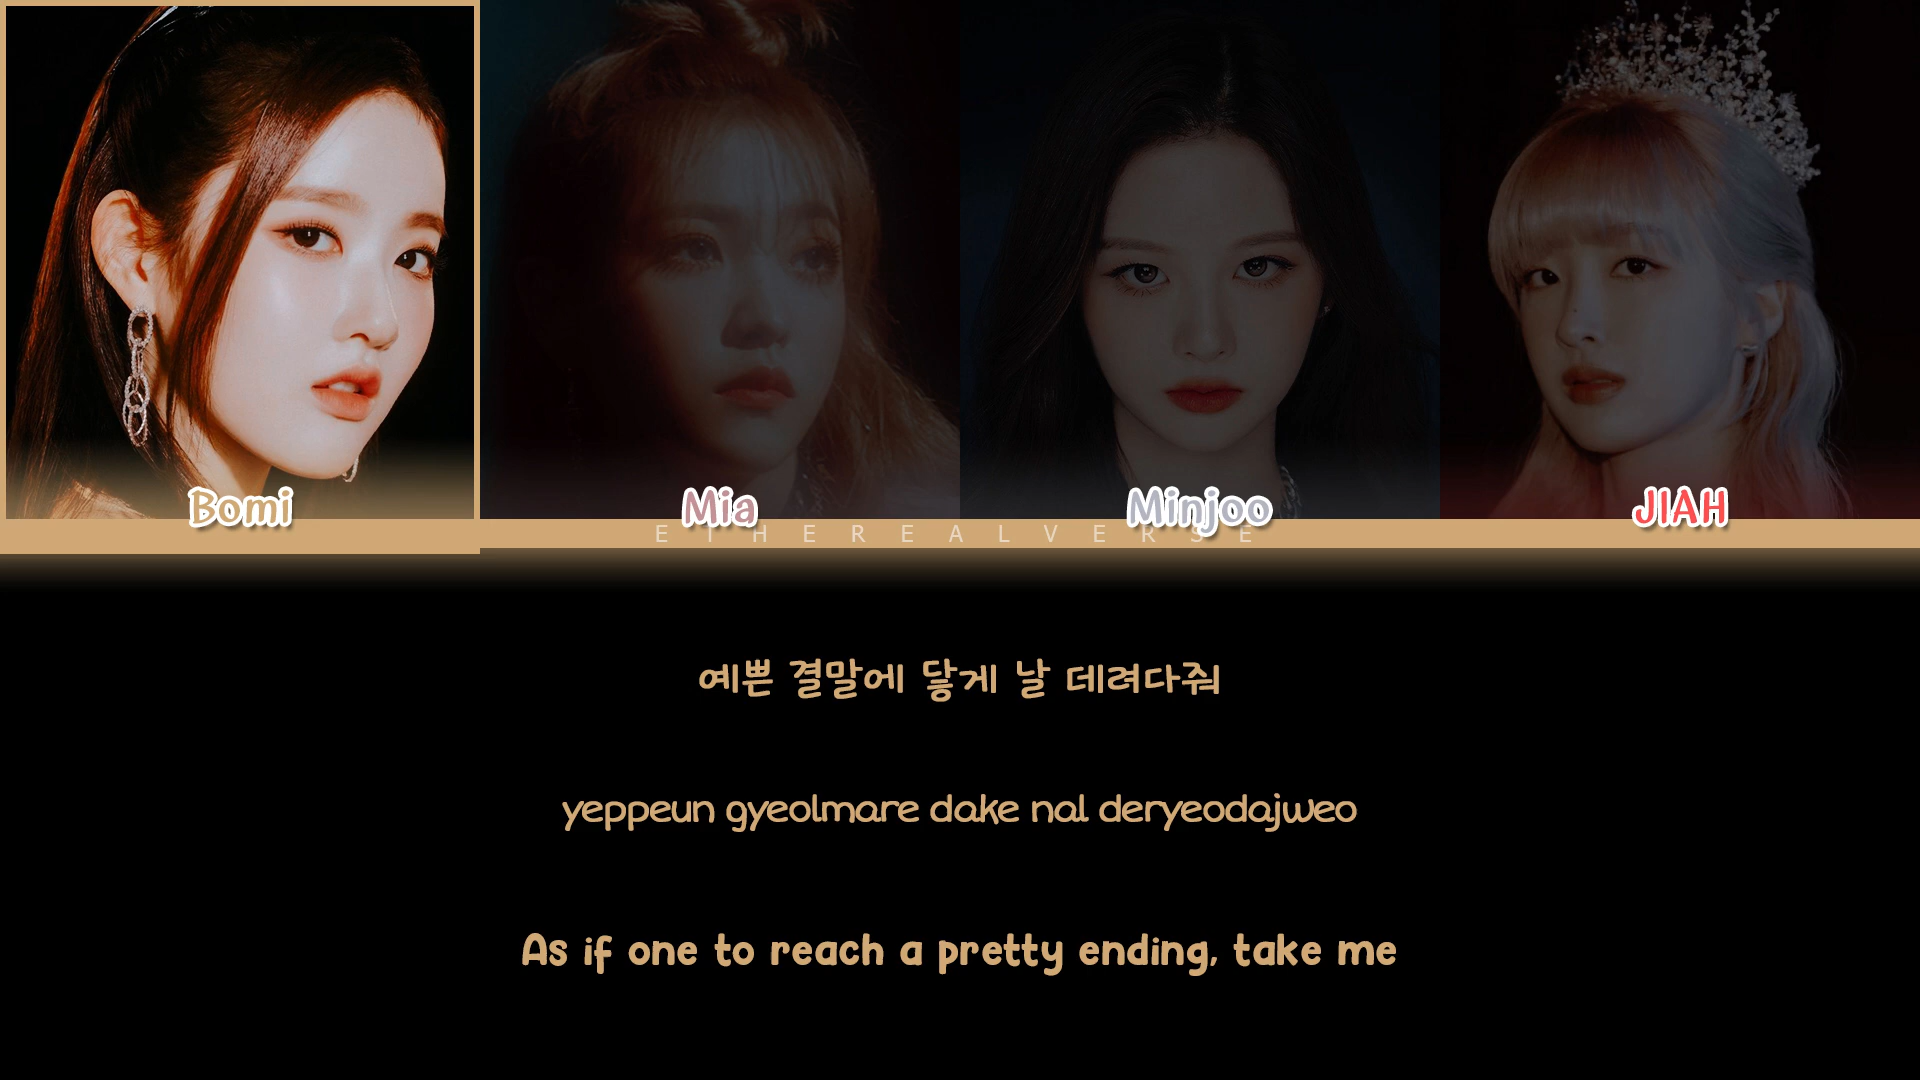 Bomi
Mia
Minjoo
JIAH
ETHEREALVERSE
예쁜 결말에 닿게 날 데려다줘
yeppeun gyeolmare dake nal deryeodajweo
As if one to reach a pretty ending, take me